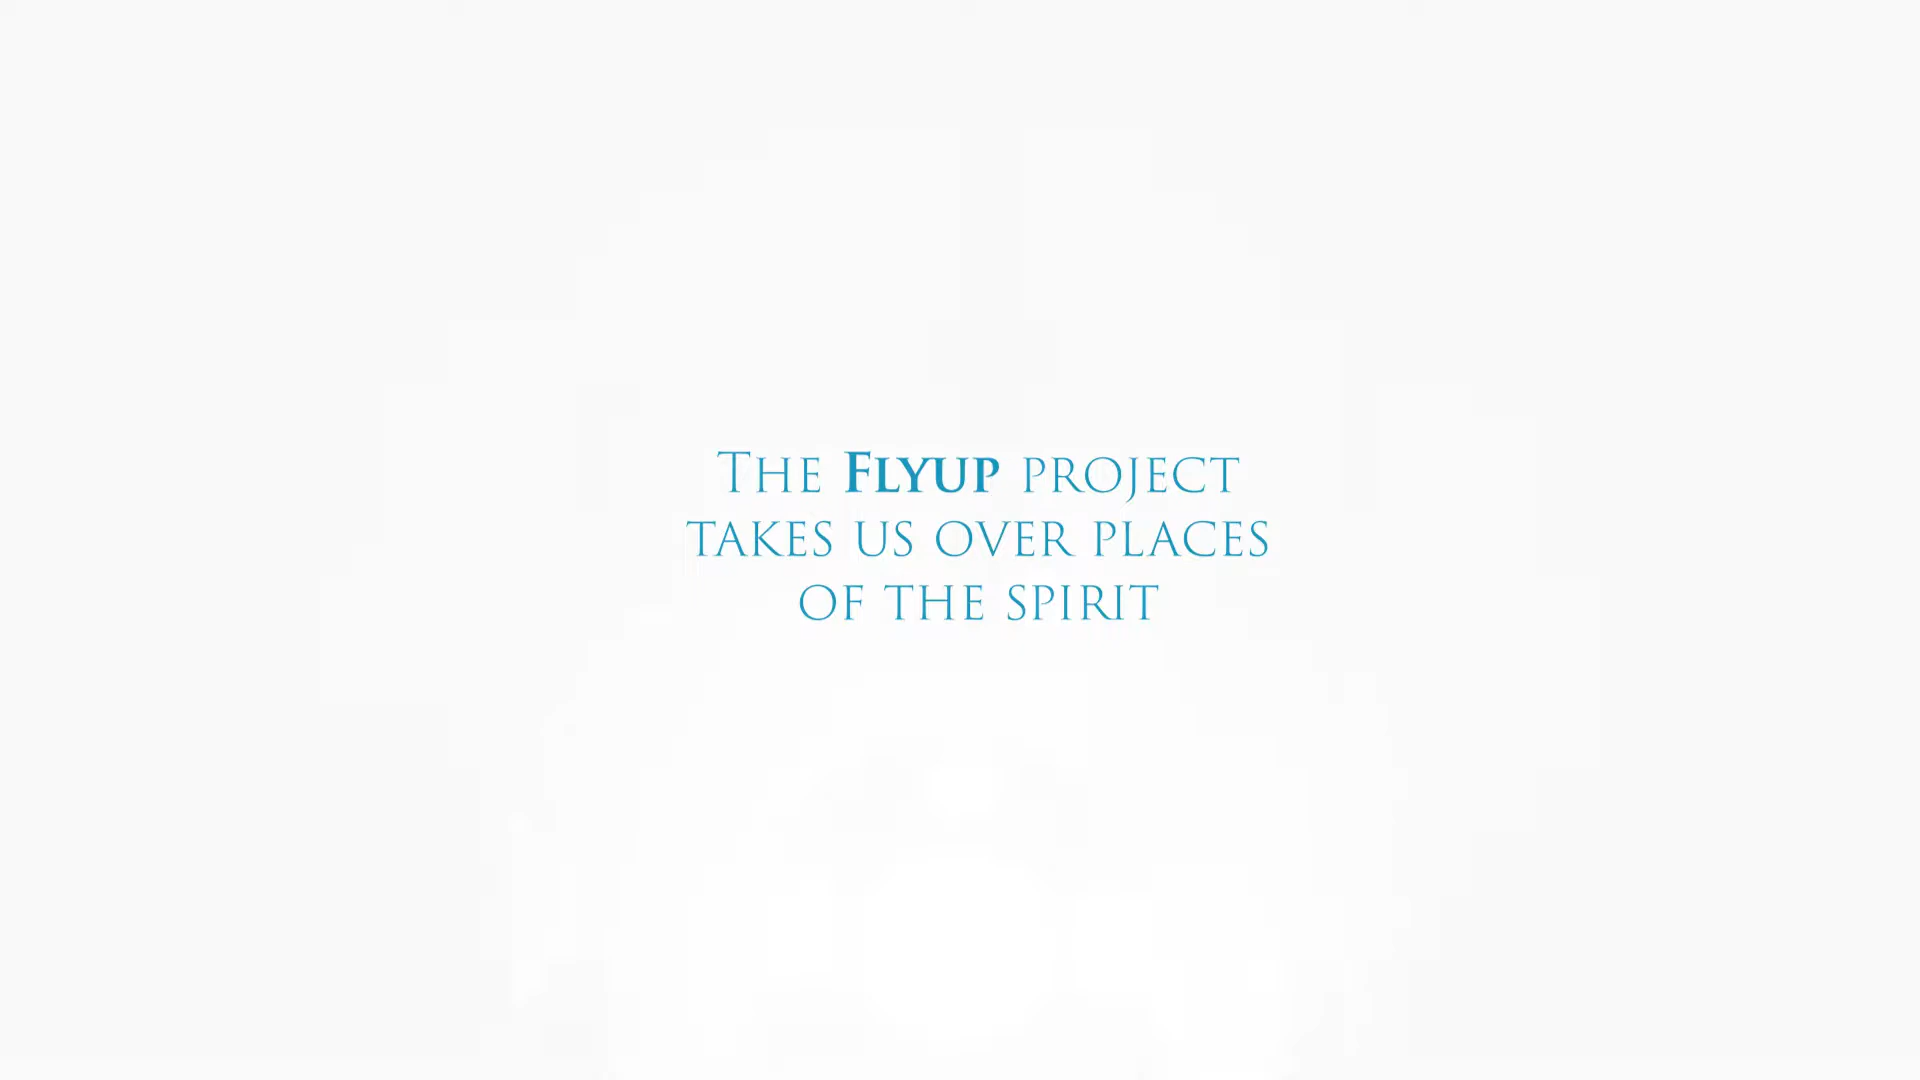 The Flyup project
takes us over places
of the spirit